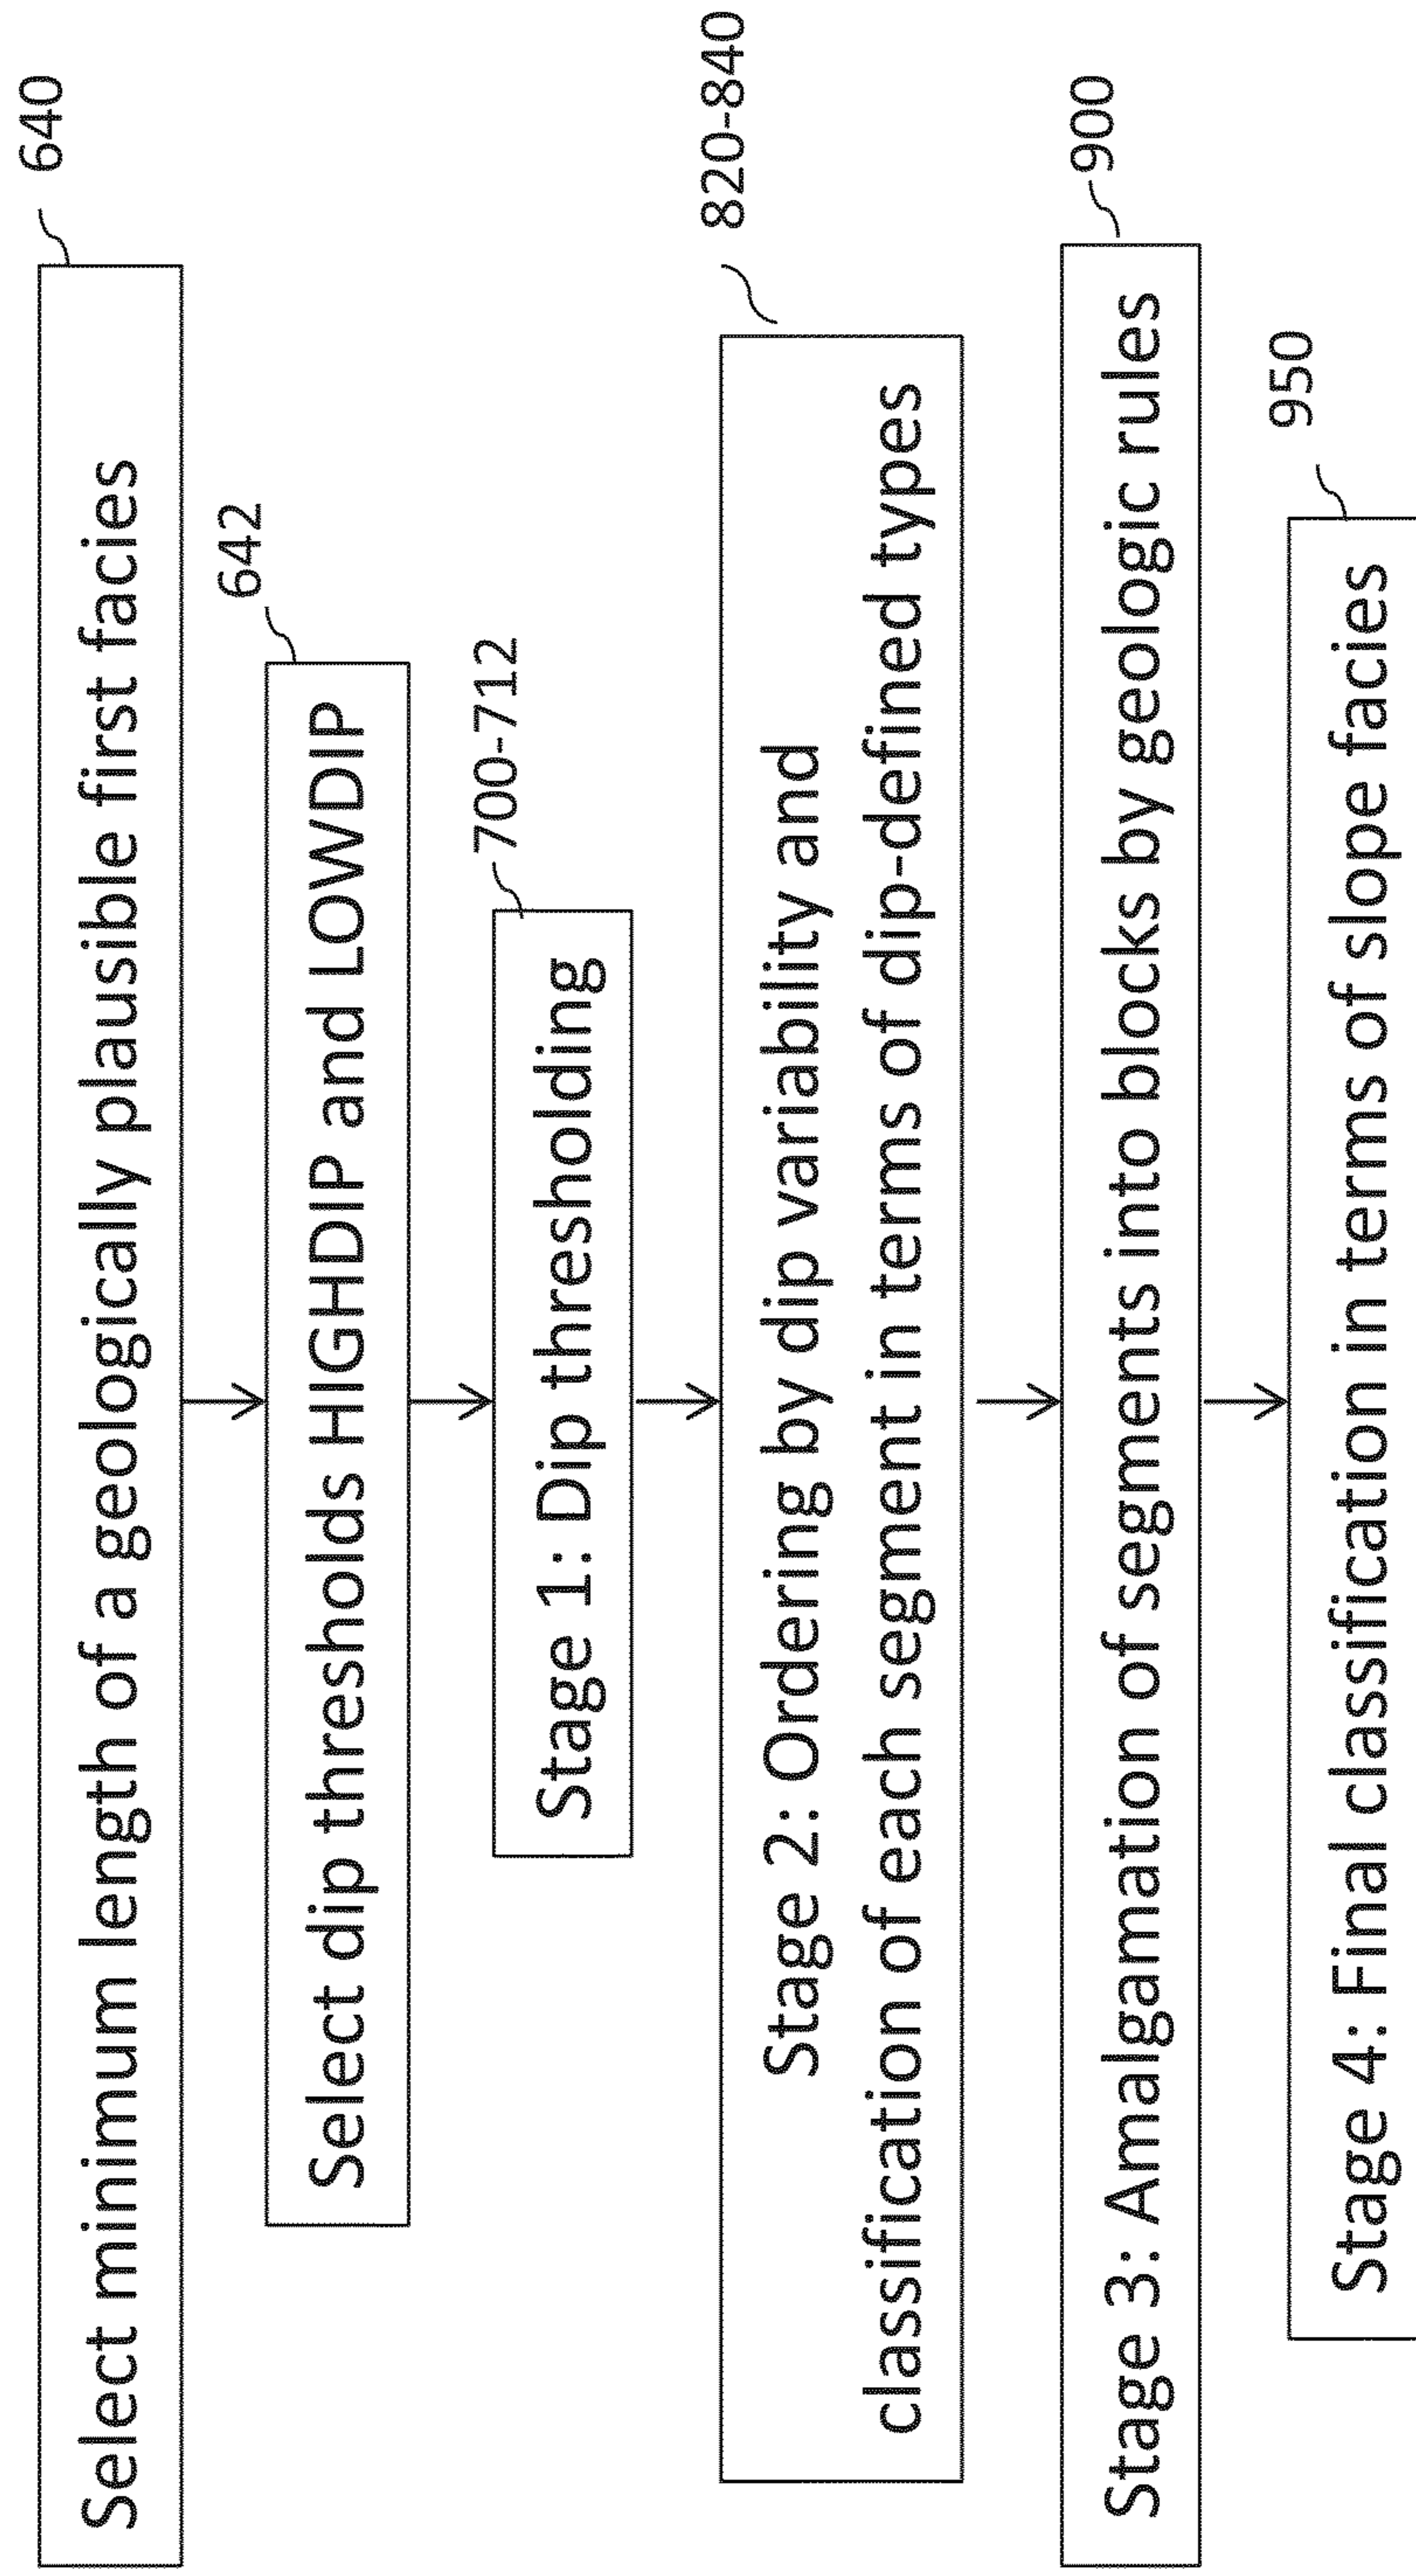 Select minimum length of a geologically plausible first facies
640
Select dip thresholds HIGHDIP and LOWDIP
642
Stage 1: Dip thresholding
700-712
Stage 2: Ordering by dip variability and
classification of each segment in terms of dip-defined types
820-840
Stage 3: Amalgamation of segments into blocks by geologic rules
900
Stage 4: Final classification in terms of slope facies
950